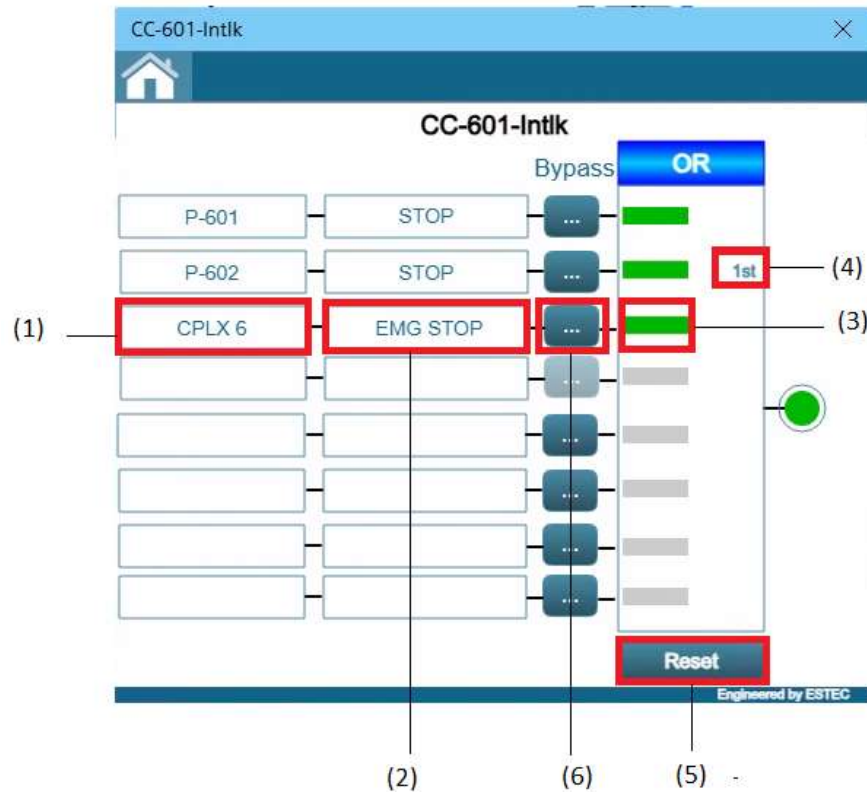 CC-601-Intlk
CC-601-Intlk
Bypass OR
P-601 STOP ...
P-602 STOP ... 1st (4)
(1) CPLX 6 EMG STOP ... (3)
...
...
...
...
...
Reset
Engineered by ESTEC
(2) (6) (5) -